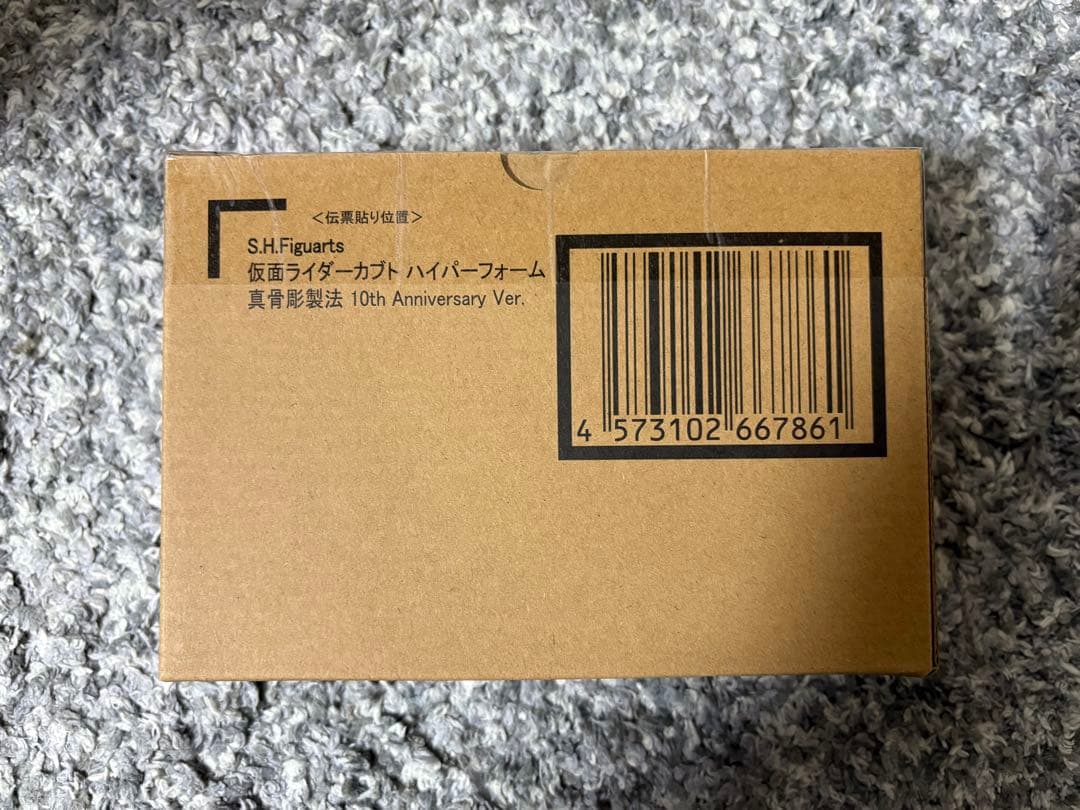 <伝票貼り位置>
S.H.Figuarts
仮面ライダーカブト ハイパーフォーム
真骨彫製法 10th Anniversary Ver.
4 573102 667861